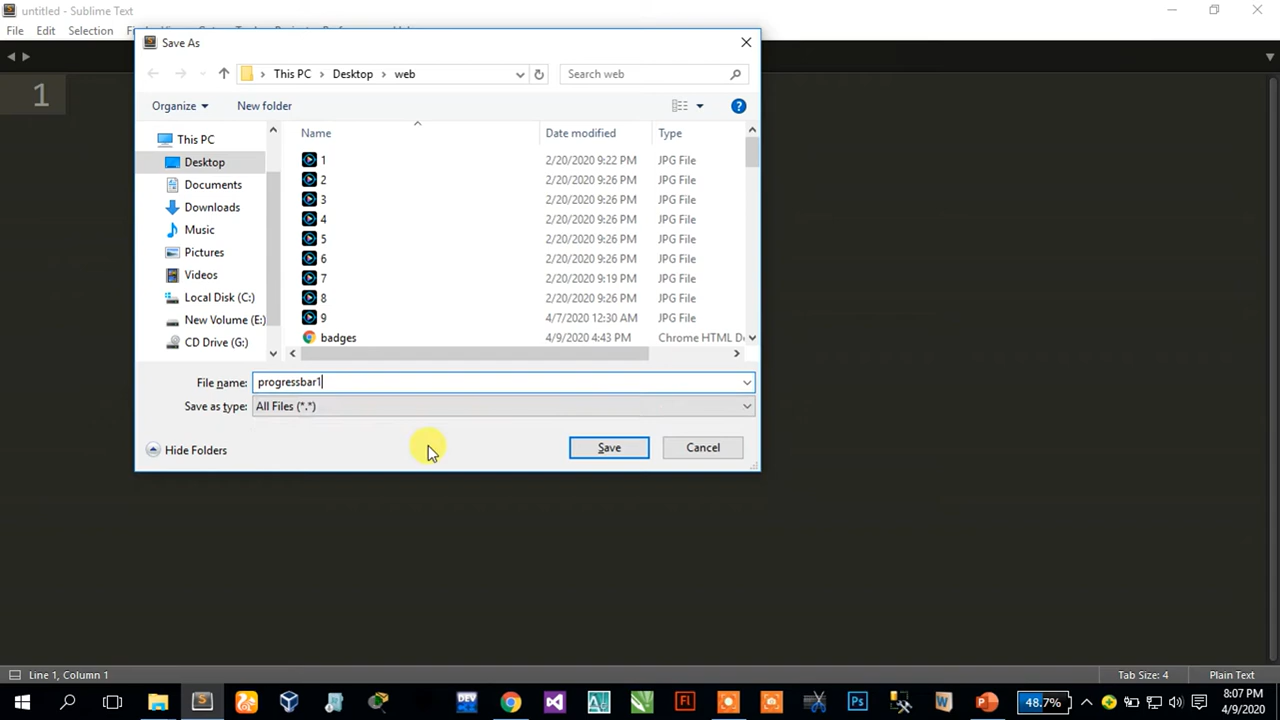 untitled - Sublime Text
File Edit Selection
Save As
This PC Desktop web Search web
Organize New folder
Name Date modified Type
This PC
Desktop
Documents
Downloads
Music
Pictures
Videos
Local Disk (C:)
New Volume (E:)
CD Drive (G:)
1 2/20/2020 9:22 PM JPG File
2 2/20/2020 9:26 PM JPG File
3 2/20/2020 9:26 PM JPG File
4 2/20/2020 9:26 PM JPG File
5 2/20/2020 9:26 PM JPG File
6 2/20/2020 9:26 PM JPG File
7 2/20/2020 9:19 PM JPG File
8 2/20/2020 9:26 PM JPG File
9 4/7/2020 12:30 AM JPG File
badges 4/9/2020 4:43 PM Chrome HTML Do
File name: progressbar1
Save as type: All Files (*.*)
Hide Folders Save Cancel
1
Line 1, Column 1 Tab Size: 4 Plain Text
DEV
Fl
Ps
48.7%
8:07 PM
4/9/2020